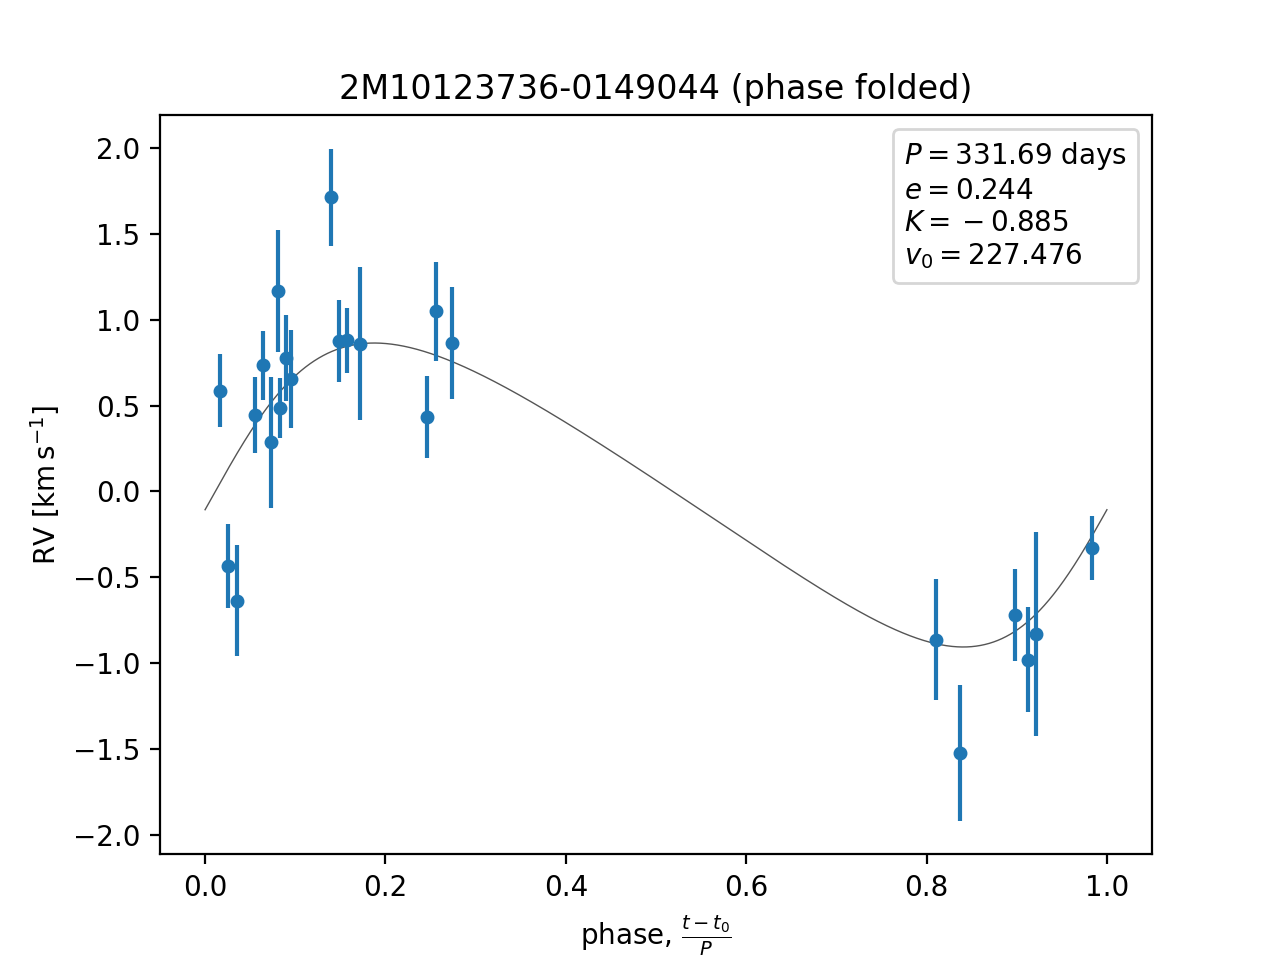 2M10123736-0149044 (phase folded)
P = 331.69 days
e = 0.244
K = −0.885
v₀ = 227.476
RV [km s⁻¹]
2.0
1.5
1.0
0.5
0.0
−0.5
−1.0
−1.5
−2.0
0.0 0.2 0.4 0.6 0.8 1.0
phase, (t − t₀)/P